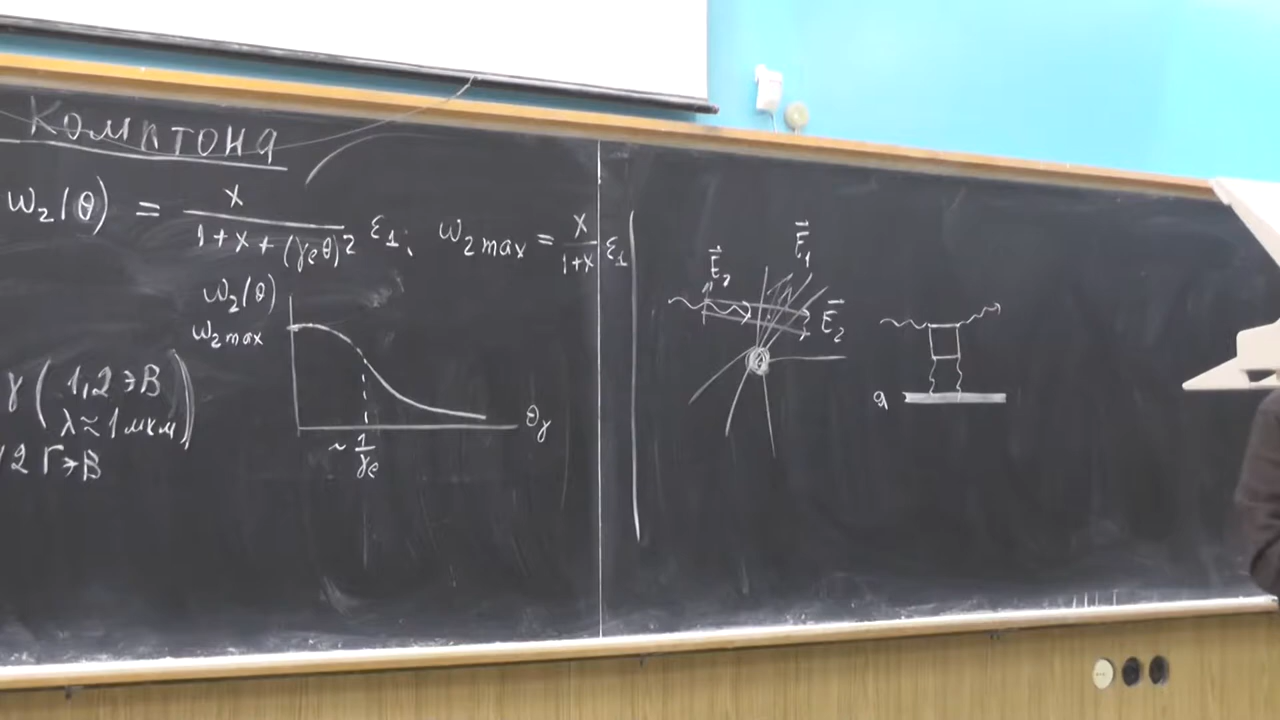 Комптона
ω₂(θ) = x / (1 + x + (γₑθ)²) ε₁; ω₂ max = x / (1+x) ε₁
ω₂(θ)
ω₂ max
θᵧ
~ 1/γₑ
γ (1,2 эВ
λ ≈ 1 мкм)
2 ГэВ
E⃗₁
E⃗₂